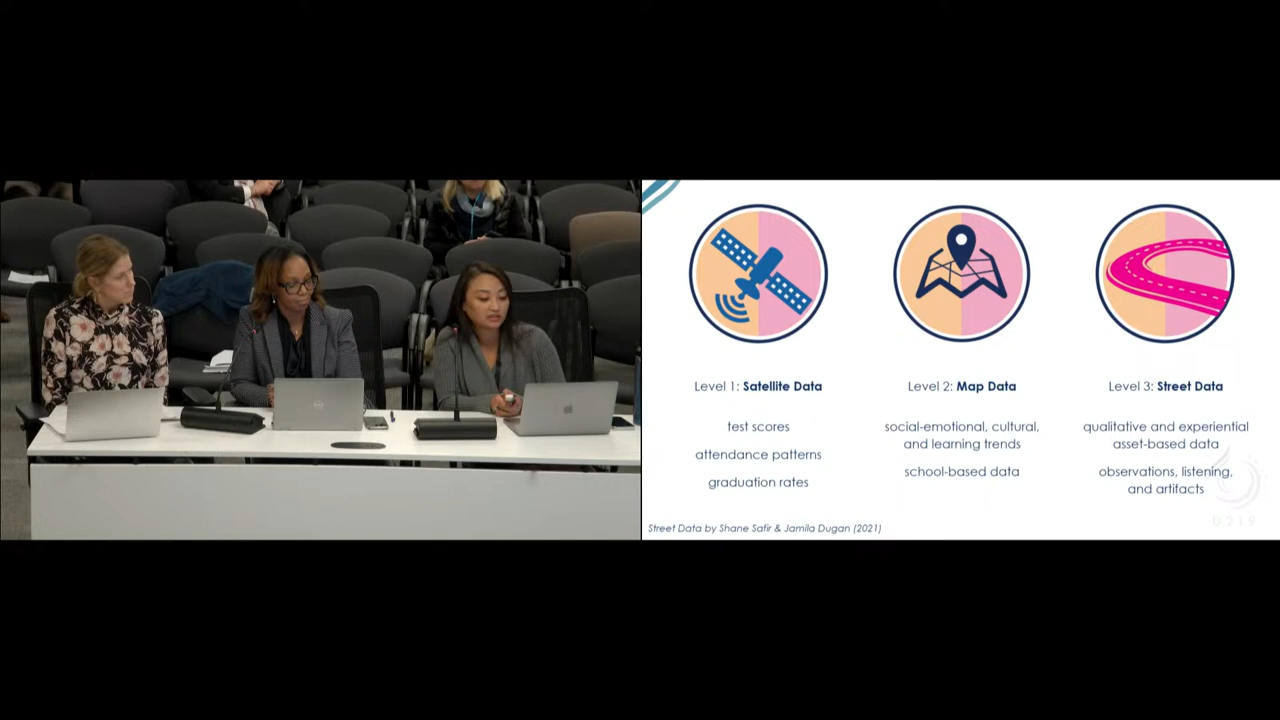 Level 1: Satellite Data
test scores
attendance patterns
graduation rates
Level 2: Map Data
social-emotional, cultural,
and learning trends
school-based data
Level 3: Street Data
qualitative and experiential
asset-based data
observations, listening,
and artifacts
D219
Street Data by Shane Safir & Jamila Dugan (2021)